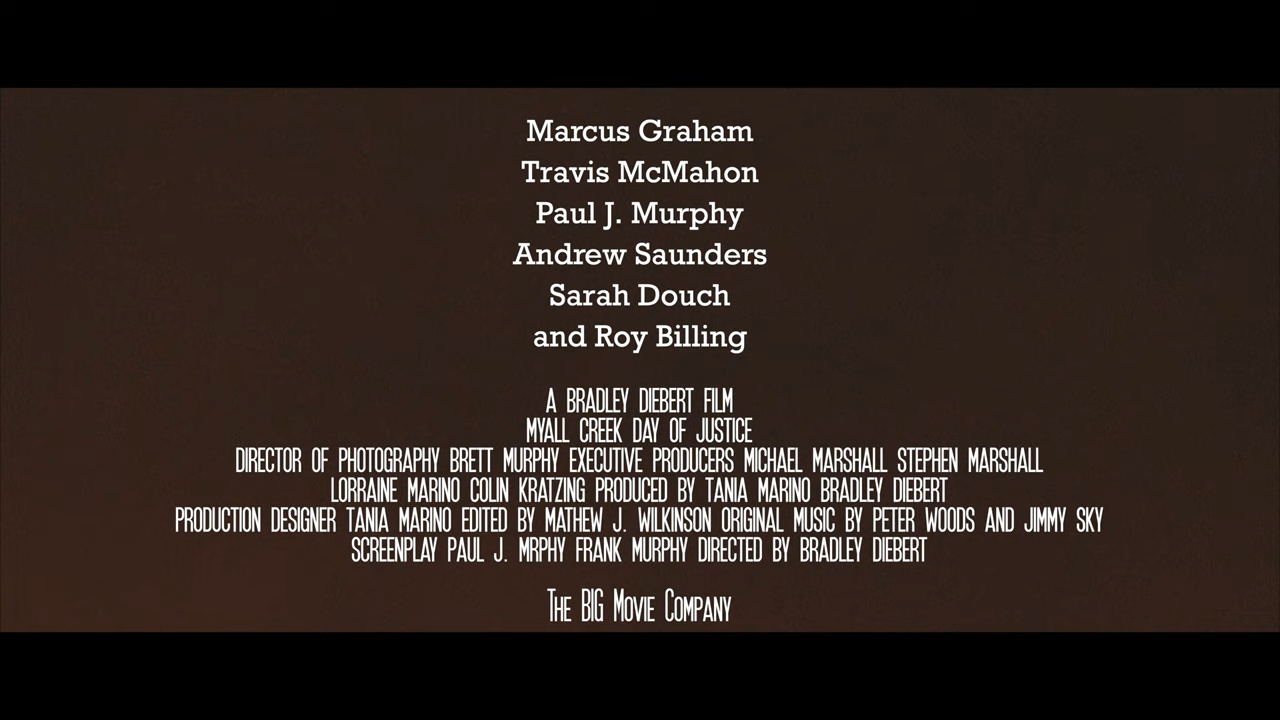 Marcus Graham
Travis McMahon
Paul J. Murphy
Andrew Saunders
Sarah Douch
and Roy Billing
A BRADLEY DIEBERT FILM
MYALL CREEK DAY OF JUSTICE
DIRECTOR OF PHOTOGRAPHY BRETT MURPHY EXECUTIVE PRODUCERS MICHAEL MARSHALL STEPHEN MARSHALL
LORRAINE MARINO COLIN KRATZING PRODUCED BY TANIA MARINO BRADLEY DIEBERT
PRODUCTION DESIGNER TANIA MARINO EDITED BY MATHEW J. WILKINSON ORIGINAL MUSIC BY PETER WOODS AND JIMMY SKY
SCREENPLAY PAUL J. MRPHY FRANK MURPHY DIRECTED BY BRADLEY DIEBERT
THE BIG MOVIE COMPANY